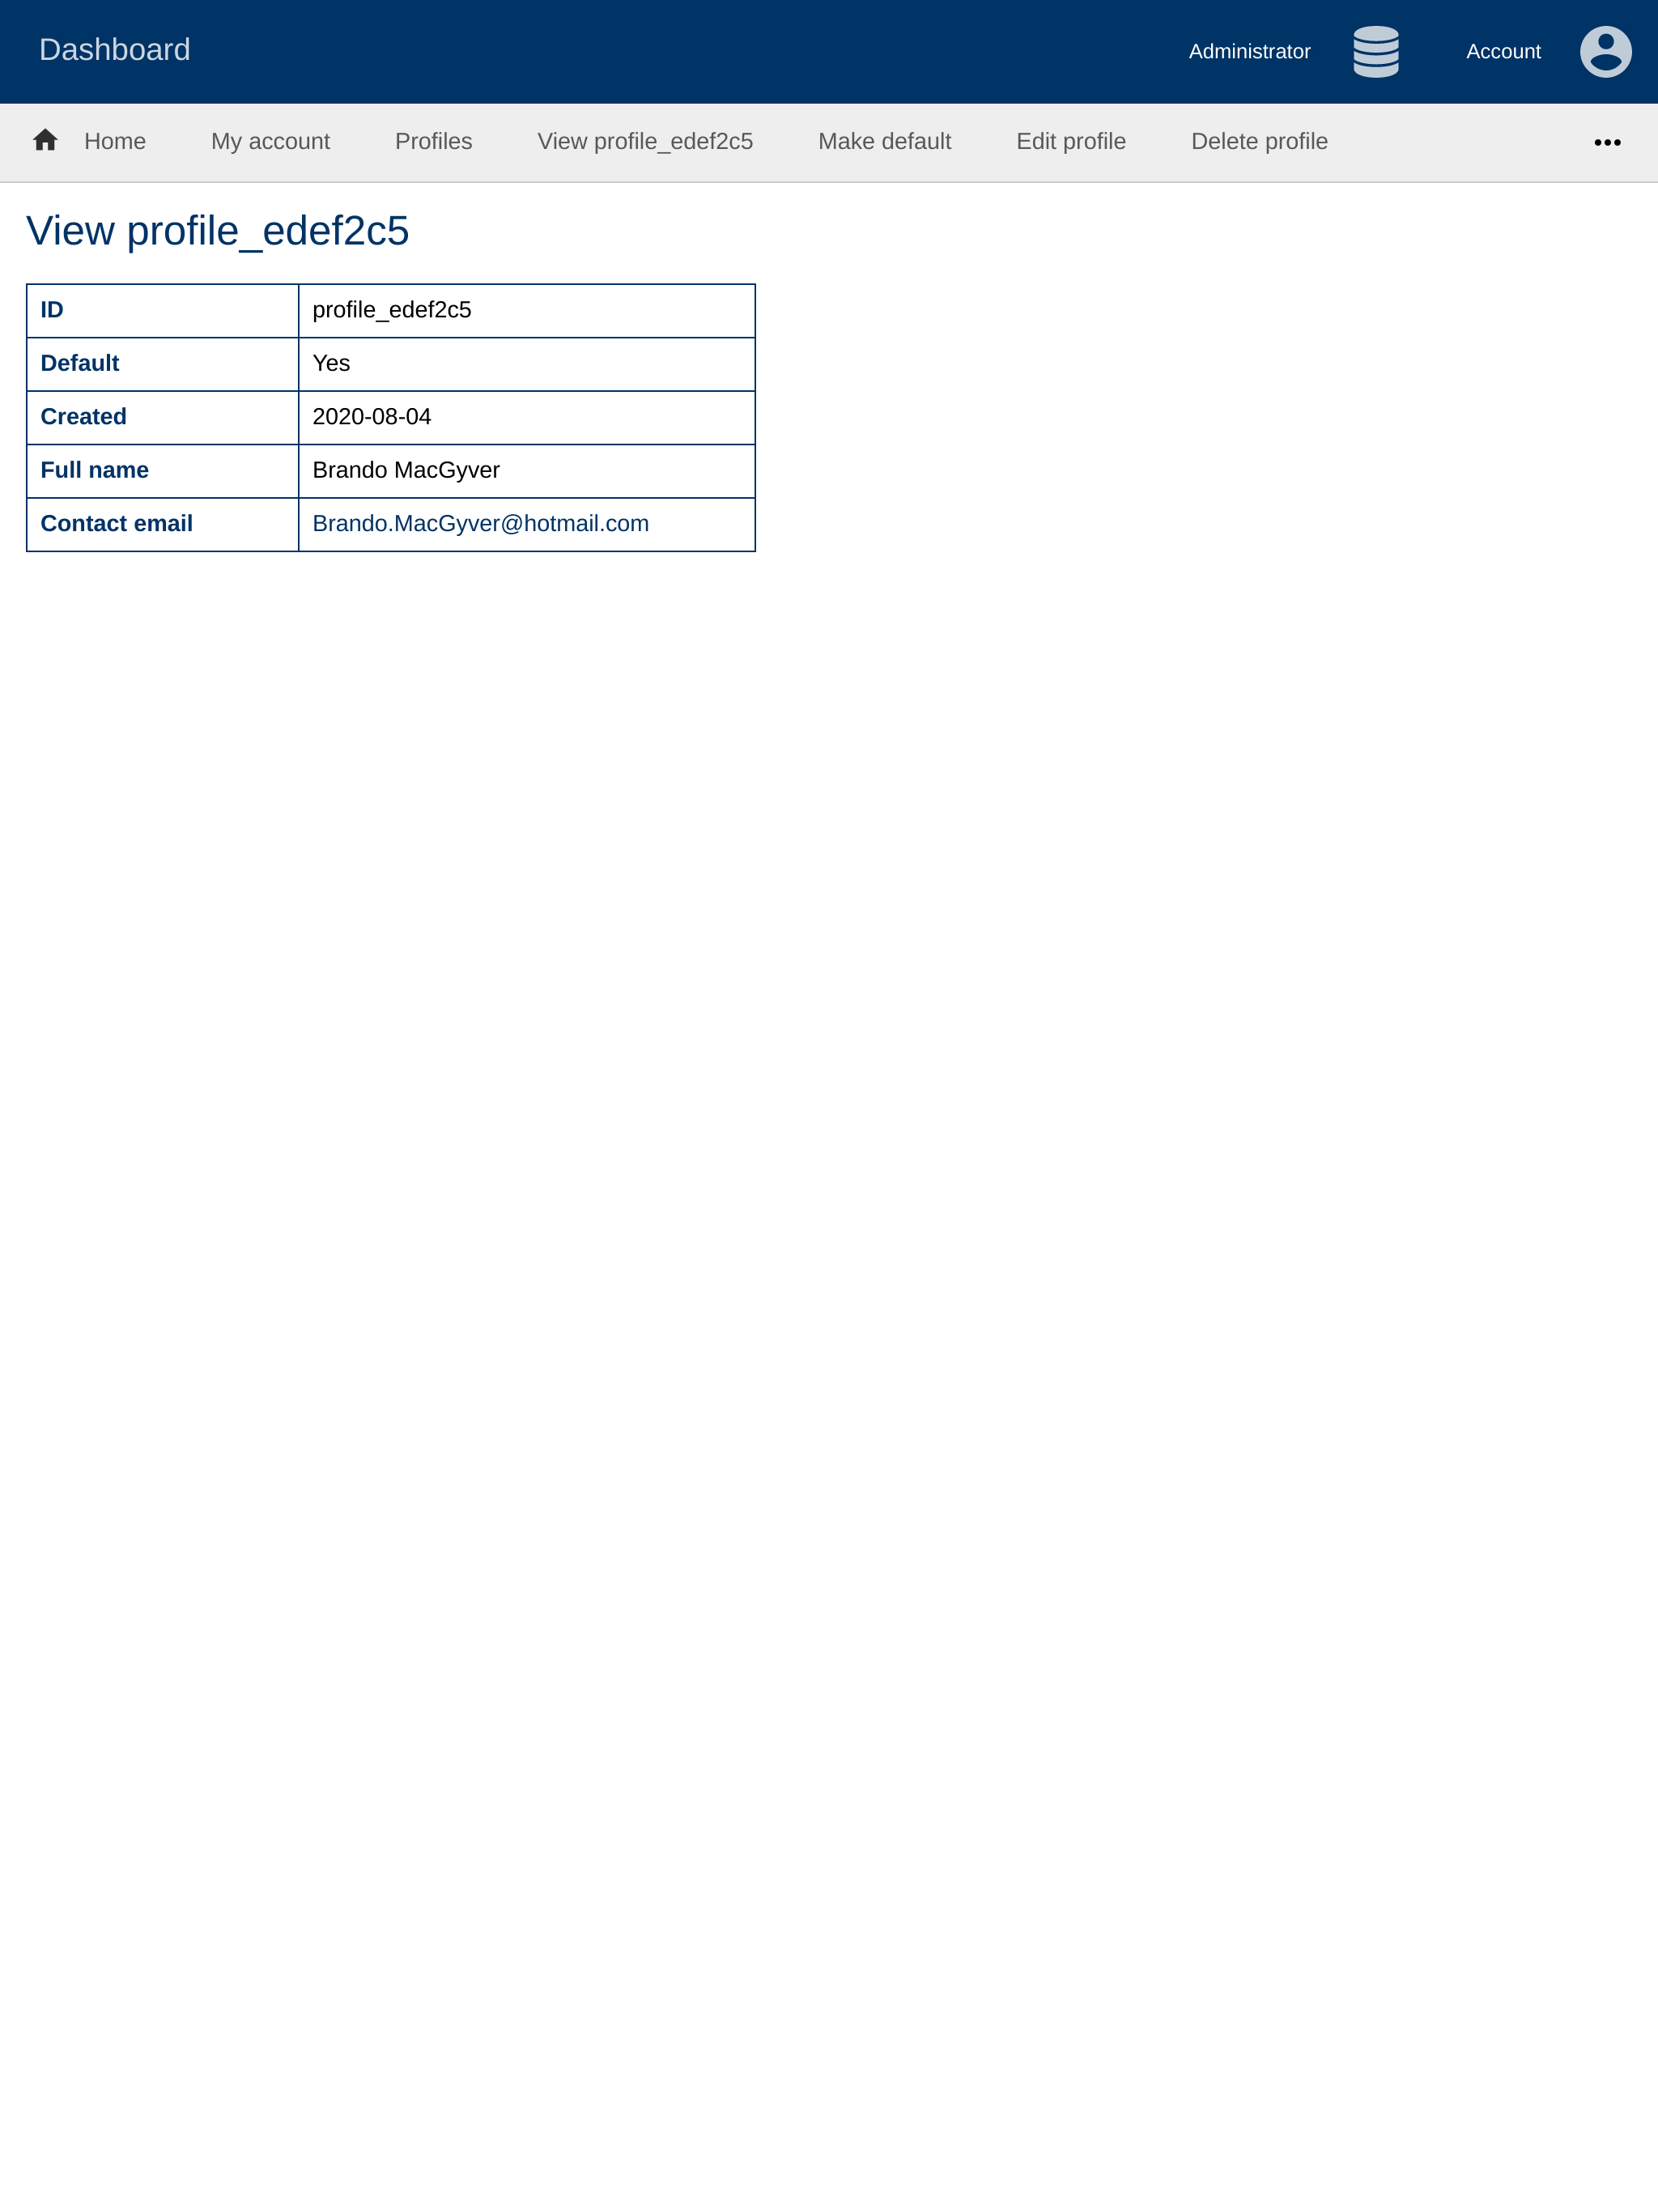 Dashboard Administrator Account
Home My account Profiles View profile_edef2c5 Make default Edit profile Delete profile
View profile_edef2c5
ID profile_edef2c5
Default Yes
Created 2020-08-04
Full name Brando MacGyver
Contact email Brando.MacGyver@hotmail.com